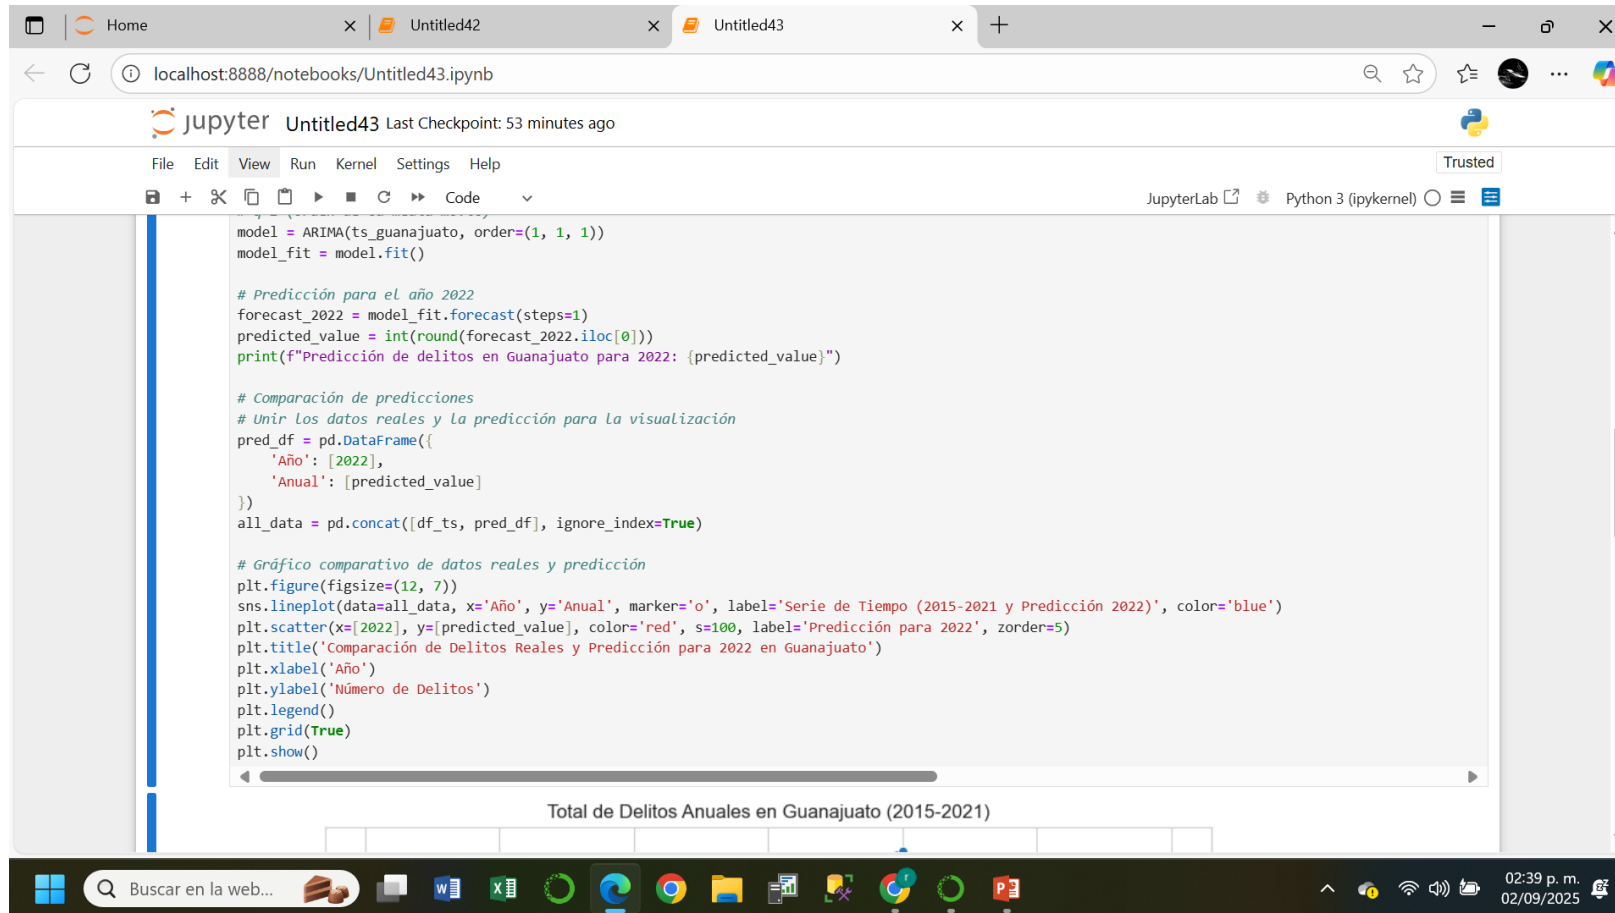 Home
Untitled42
Untitled43
localhost:8888/notebooks/Untitled43.ipynb
jupyter Untitled43 Last Checkpoint: 53 minutes ago
File Edit View Run Kernel Settings Help
Trusted
Code
JupyterLab
Python 3 (ipykernel)
model = ARIMA(ts_guanajuato, order=(1, 1, 1))
model_fit = model.fit()
# Predicción para el año 2022
forecast_2022 = model_fit.forecast(steps=1)
predicted_value = int(round(forecast_2022.iloc[0]))
print(f"Predicción de delitos en Guanajuato para 2022: {predicted_value}")
# Comparación de predicciones
# Unir los datos reales y la predicción para la visualización
pred_df = pd.DataFrame({
    'Año': [2022],
    'Anual': [predicted_value]
})
all_data = pd.concat([df_ts, pred_df], ignore_index=True)
# Gráfico comparativo de datos reales y predicción
plt.figure(figsize=(12, 7))
sns.lineplot(data=all_data, x='Año', y='Anual', marker='o', label='Serie de Tiempo (2015-2021 y Predicción 2022)', color='blue')
plt.scatter(x=[2022], y=[predicted_value], color='red', s=100, label='Predicción para 2022', zorder=5)
plt.title('Comparación de Delitos Reales y Predicción para 2022 en Guanajuato')
plt.xlabel('Año')
plt.ylabel('Número de Delitos')
plt.legend()
plt.grid(True)
plt.show()
Total de Delitos Anuales en Guanajuato (2015-2021)
Buscar en la web...
02:39 p. m.
02/09/2025